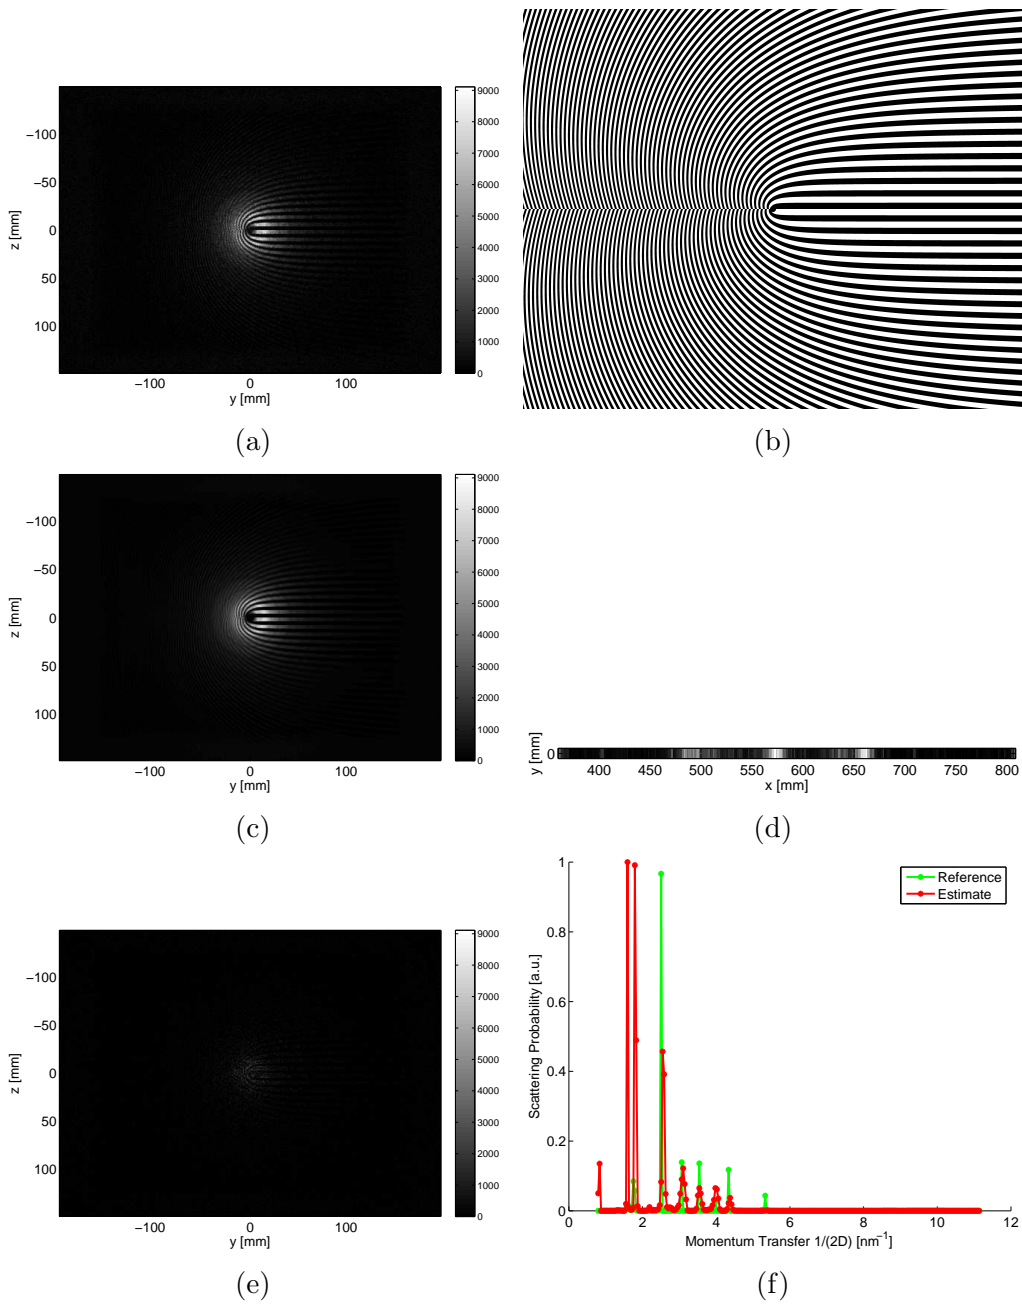 9000
8000
7000
6000
5000
4000
3000
2000
1000
0
−100
−50
0
50
100
z [mm]
−100 0 100
y [mm]
(a) (b)
9000
8000
7000
6000
5000
4000
3000
2000
1000
0
−100
−50
0
50
100
z [mm]
−100 0 100
y [mm]
y [mm]
0
400 450 500 550 600 650 700 750 800
x [mm]
(c) (d)
9000
8000
7000
6000
5000
4000
3000
2000
1000
0
−100
−50
0
50
100
z [mm]
−100 0 100
y [mm]
1
0.8
0.6
0.4
0.2
0
Scattering Probability [a.u.]
Reference
Estimate
0 2 4 6 8 10 12
Momentum Transfer 1/(2D) [nm⁻¹]
(e) (f)